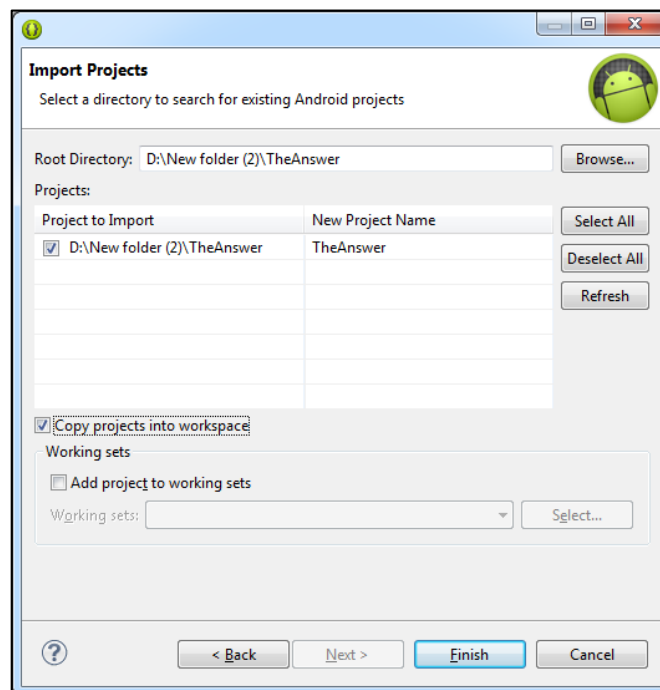 Import Projects
Select a directory to search for existing Android projects
Root Directory: D:\New folder (2)\TheAnswer Browse...
Projects:
Project to Import New Project Name Select All
D:\New folder (2)\TheAnswer TheAnswer
Deselect All
Refresh
Copy projects into workspace
Working sets
Add project to working sets
Working sets: Select...
? < Back Next > Finish Cancel